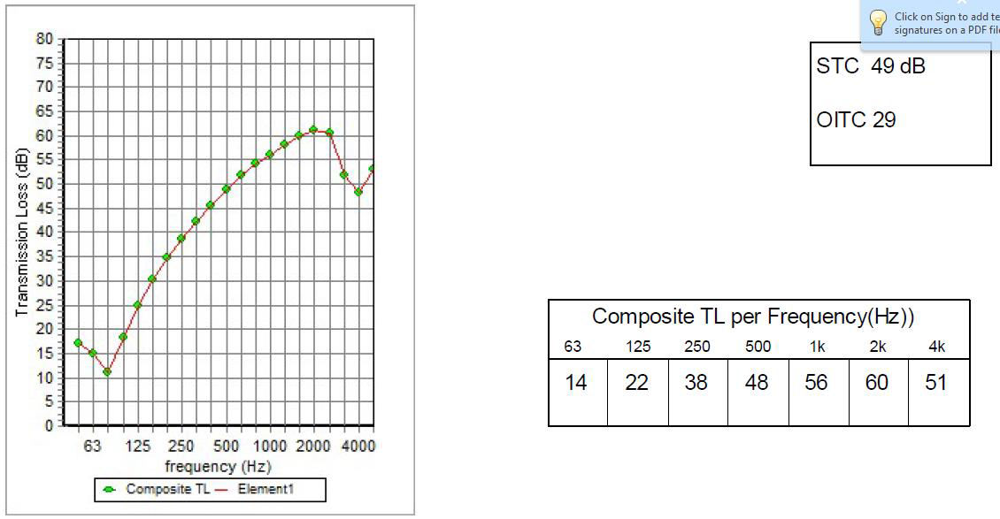 Click on Sign to add te
signatures on a PDF file
STC 49 dB
OITC 29
Transmission Loss (dB)
80
75
70
65
60
55
50
45
40
35
30
25
20
15
10
5
0
63 125 250 500 1000 2000 4000
frequency (Hz)
Composite TL Element1
Composite TL per Frequency(Hz))
63 125 250 500 1k 2k 4k
14 22 38 48 56 60 51